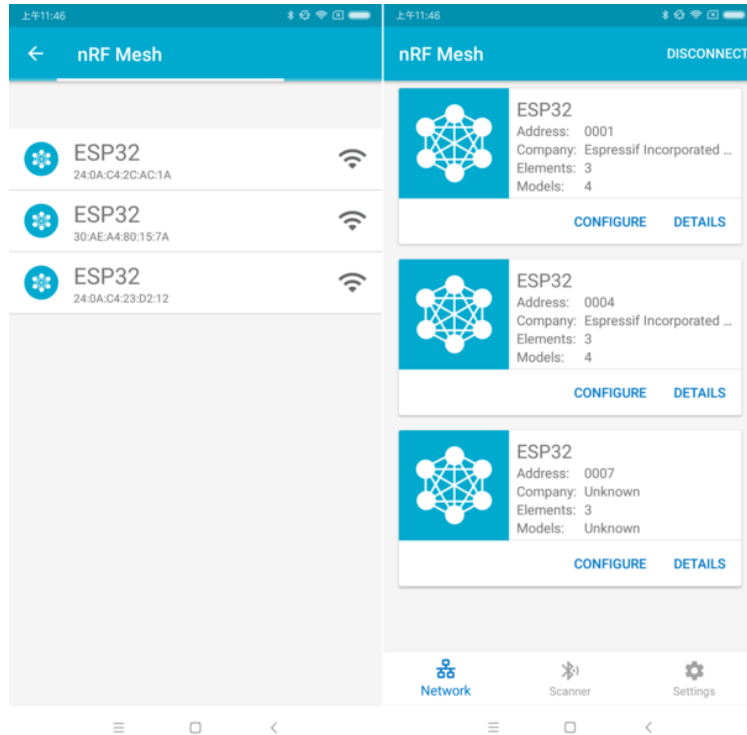 上午11:46
nRF Mesh
ESP32
24:0A:C4:2C:AC:1A
ESP32
30:AE:A4:80:15:7A
ESP32
24:0A:C4:23:D2:12
上午11:46
nRF Mesh DISCONNECT
ESP32
Address: 0001
Company: Espressif Incorporated ...
Elements: 3
Models: 4
CONFIGURE DETAILS
ESP32
Address: 0004
Company: Espressif Incorporated ...
Elements: 3
Models: 4
CONFIGURE DETAILS
ESP32
Address: 0007
Company: Unknown
Elements: 3
Models: Unknown
CONFIGURE DETAILS
Network Scanner Settings